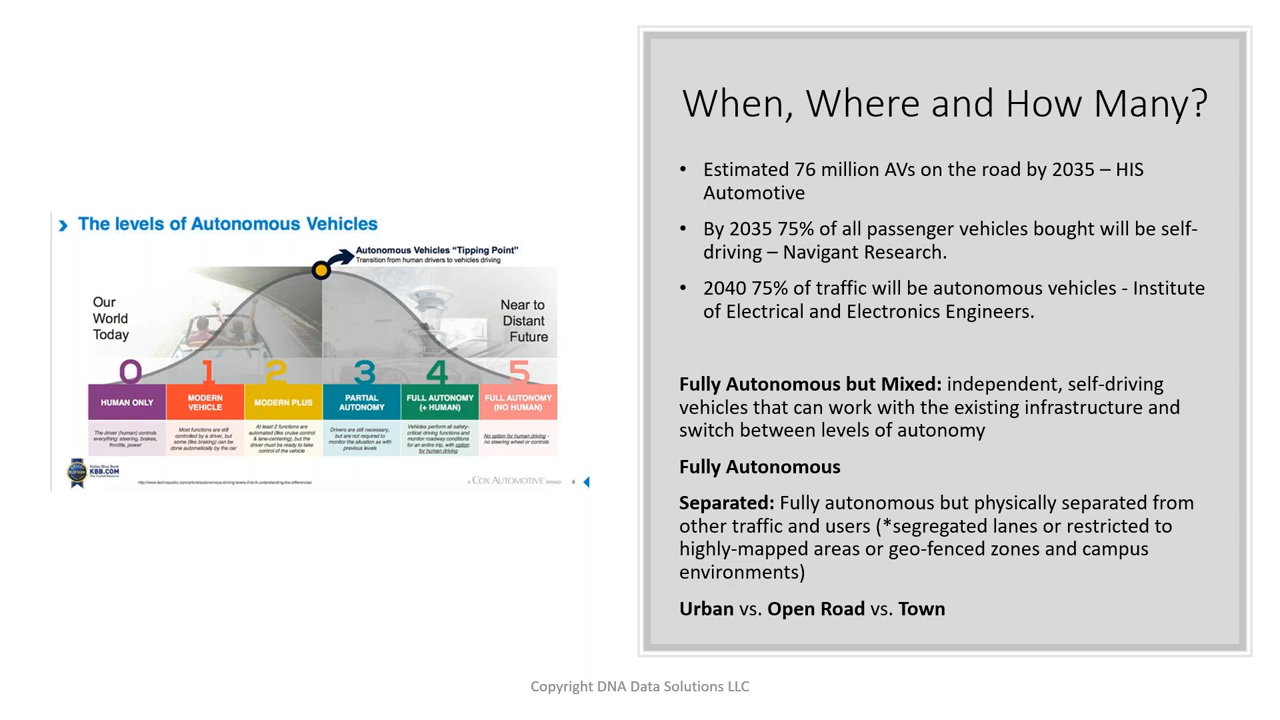 When, Where and How Many?
• Estimated 76 million AVs on the road by 2035 – HIS
Automotive
• By 2035 75% of all passenger vehicles bought will be self-
driving – Navigant Research.
• 2040 75% of traffic will be autonomous vehicles - Institute
of Electrical and Electronics Engineers.
Fully Autonomous but Mixed: independent, self-driving
vehicles that can work with the existing infrastructure and
switch between levels of autonomy
Fully Autonomous
Separated: Fully autonomous but physically separated from
other traffic and users (*segregated lanes or restricted to
highly-mapped areas or geo-fenced zones and campus
environments)
Urban vs. Open Road vs. Town
The levels of Autonomous Vehicles
Autonomous Vehicles “Tipping Point”
Transition from human drivers to vehicles driving
Our
World
Today
Near to
Distant
Future
0
HUMAN ONLY
The driver (human) controls
everything: steering, brakes,
throttle, power
1
MODERN
VEHICLE
Most functions are still
controlled by a driver, but
some (like braking) can be
done automatically by the car
2
MODERN PLUS
At least 2 functions are
automated (like cruise control
& lane-centering), but the
driver must be ready to take
control of the vehicle
3
PARTIAL
AUTONOMY
Drivers are still necessary,
but are not required to
monitor the situation as with
previous levels
4
FULL AUTONOMY
(+ HUMAN)
Vehicles perform all safety-
critical driving functions and
monitor roadway conditions
for an entire trip, with option
for human driving
5
FULL AUTONOMY
(NO HUMAN)
No option for human driving -
no steering wheel or controls
Kelley Blue Book
KBB.COM
The Trusted Resource
A COX AUTOMOTIVE BRAND
Copyright DNA Data Solutions LLC